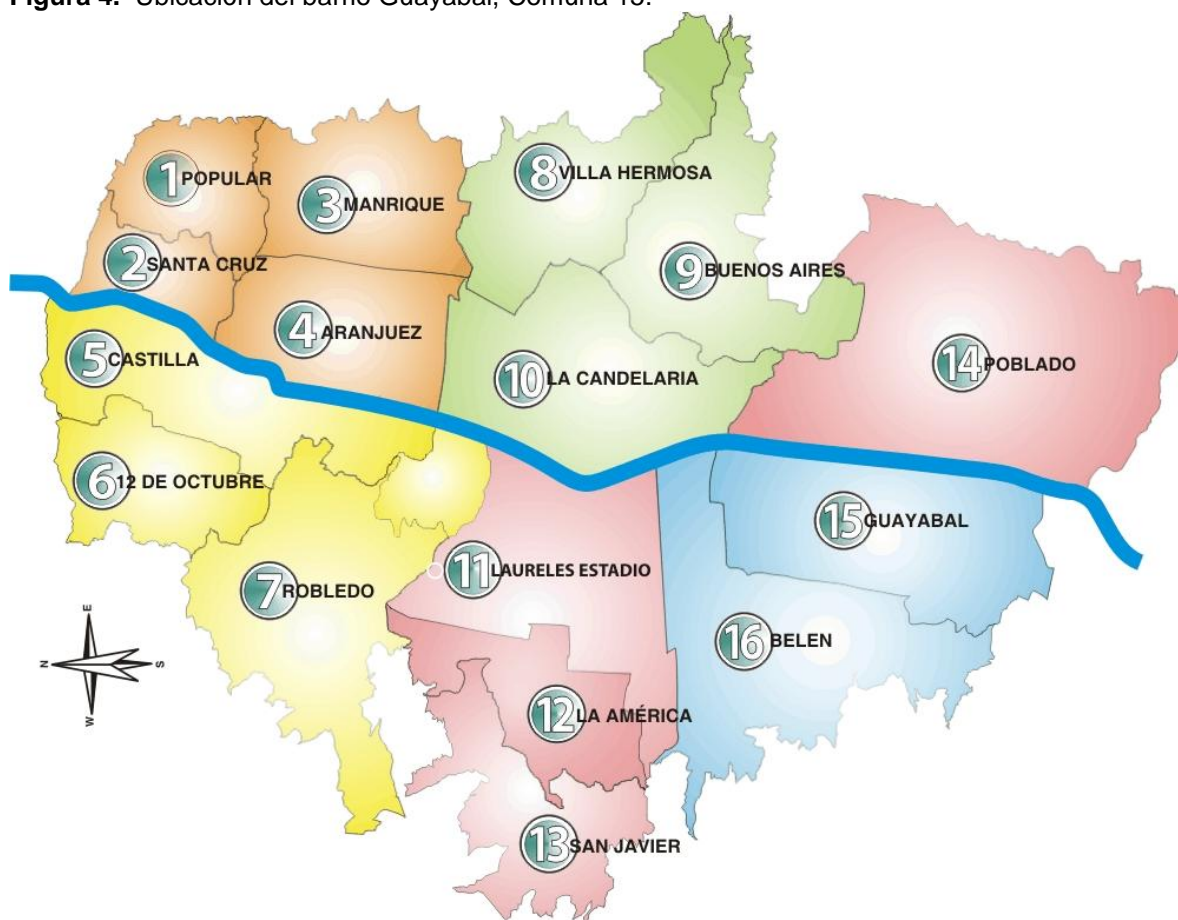 Figura 4. Ubicación del barrio Guayabal, Comuna 15.
1 POPULAR
2 SANTA CRUZ
3 MANRIQUE
4 ARANJUEZ
5 CASTILLA
6 12 DE OCTUBRE
7 ROBLEDO
8 VILLA HERMOSA
9 BUENOS AIRES
10 LA CANDELARIA
11 LAURELES ESTADIO
12 LA AMÉRICA
13 SAN JAVIER
14 POBLADO
15 GUAYABAL
16 BELEN
E
N
S
W